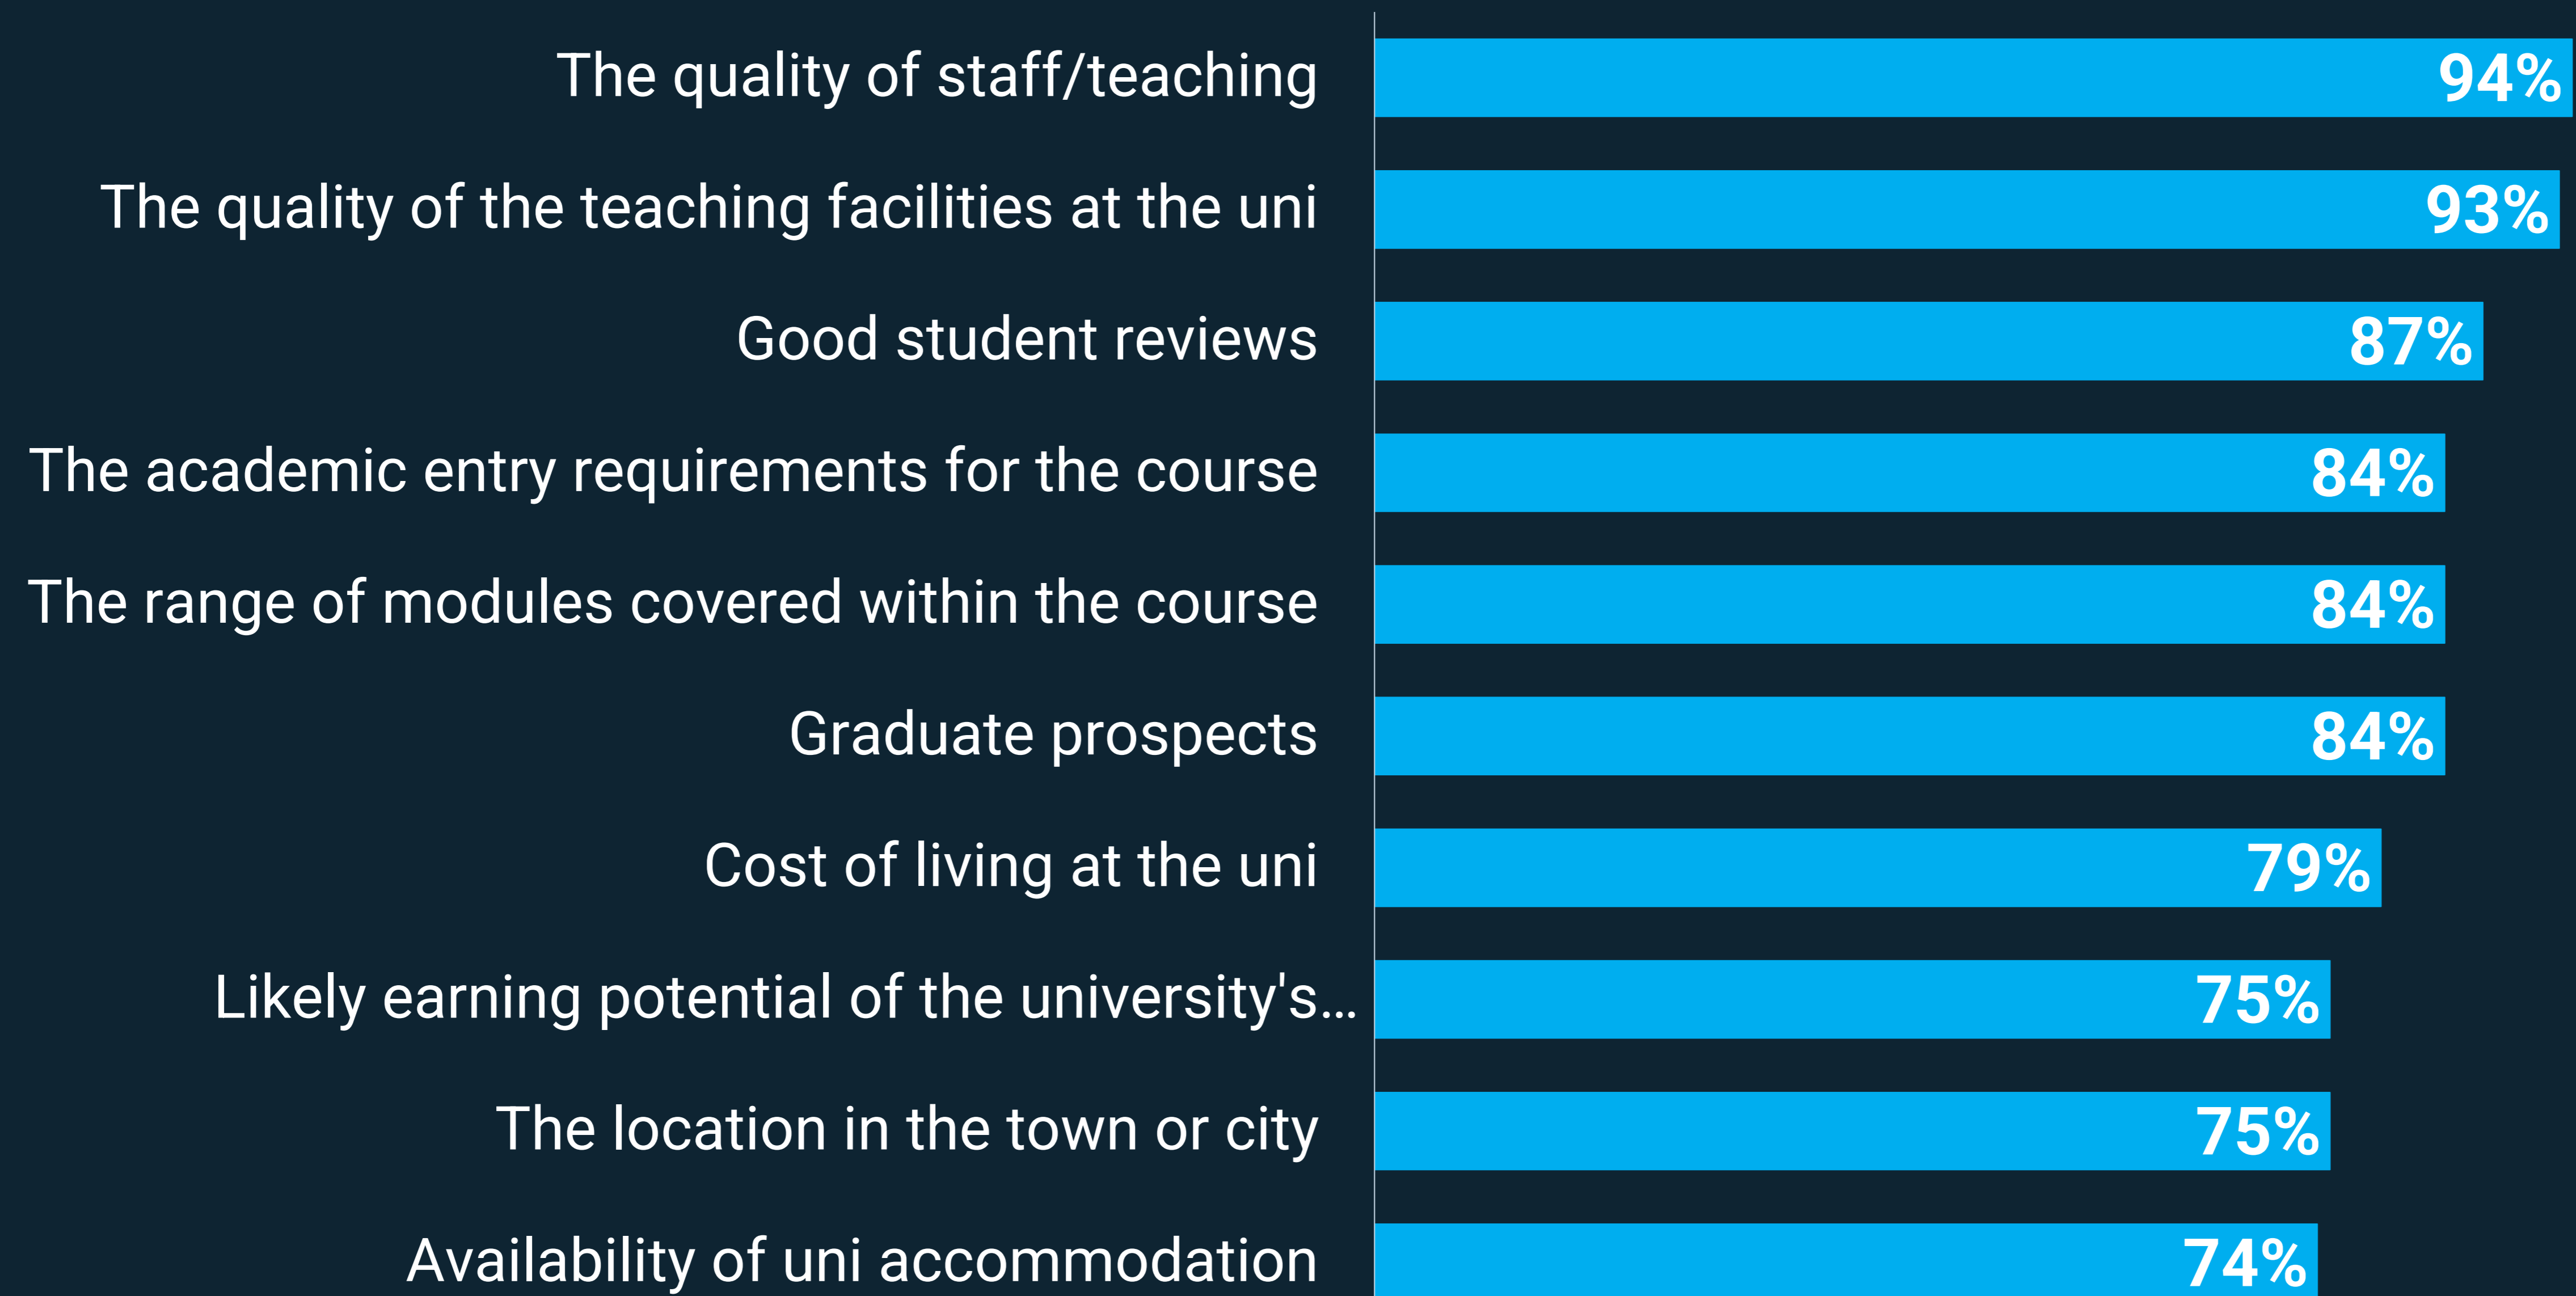 The quality of staff/teaching 94%
The quality of the teaching facilities at the uni 93%
Good student reviews 87%
The academic entry requirements for the course 84%
The range of modules covered within the course 84%
Graduate prospects 84%
Cost of living at the uni 79%
Likely earning potential of the university's... 75%
The location in the town or city 75%
Availability of uni accommodation 74%